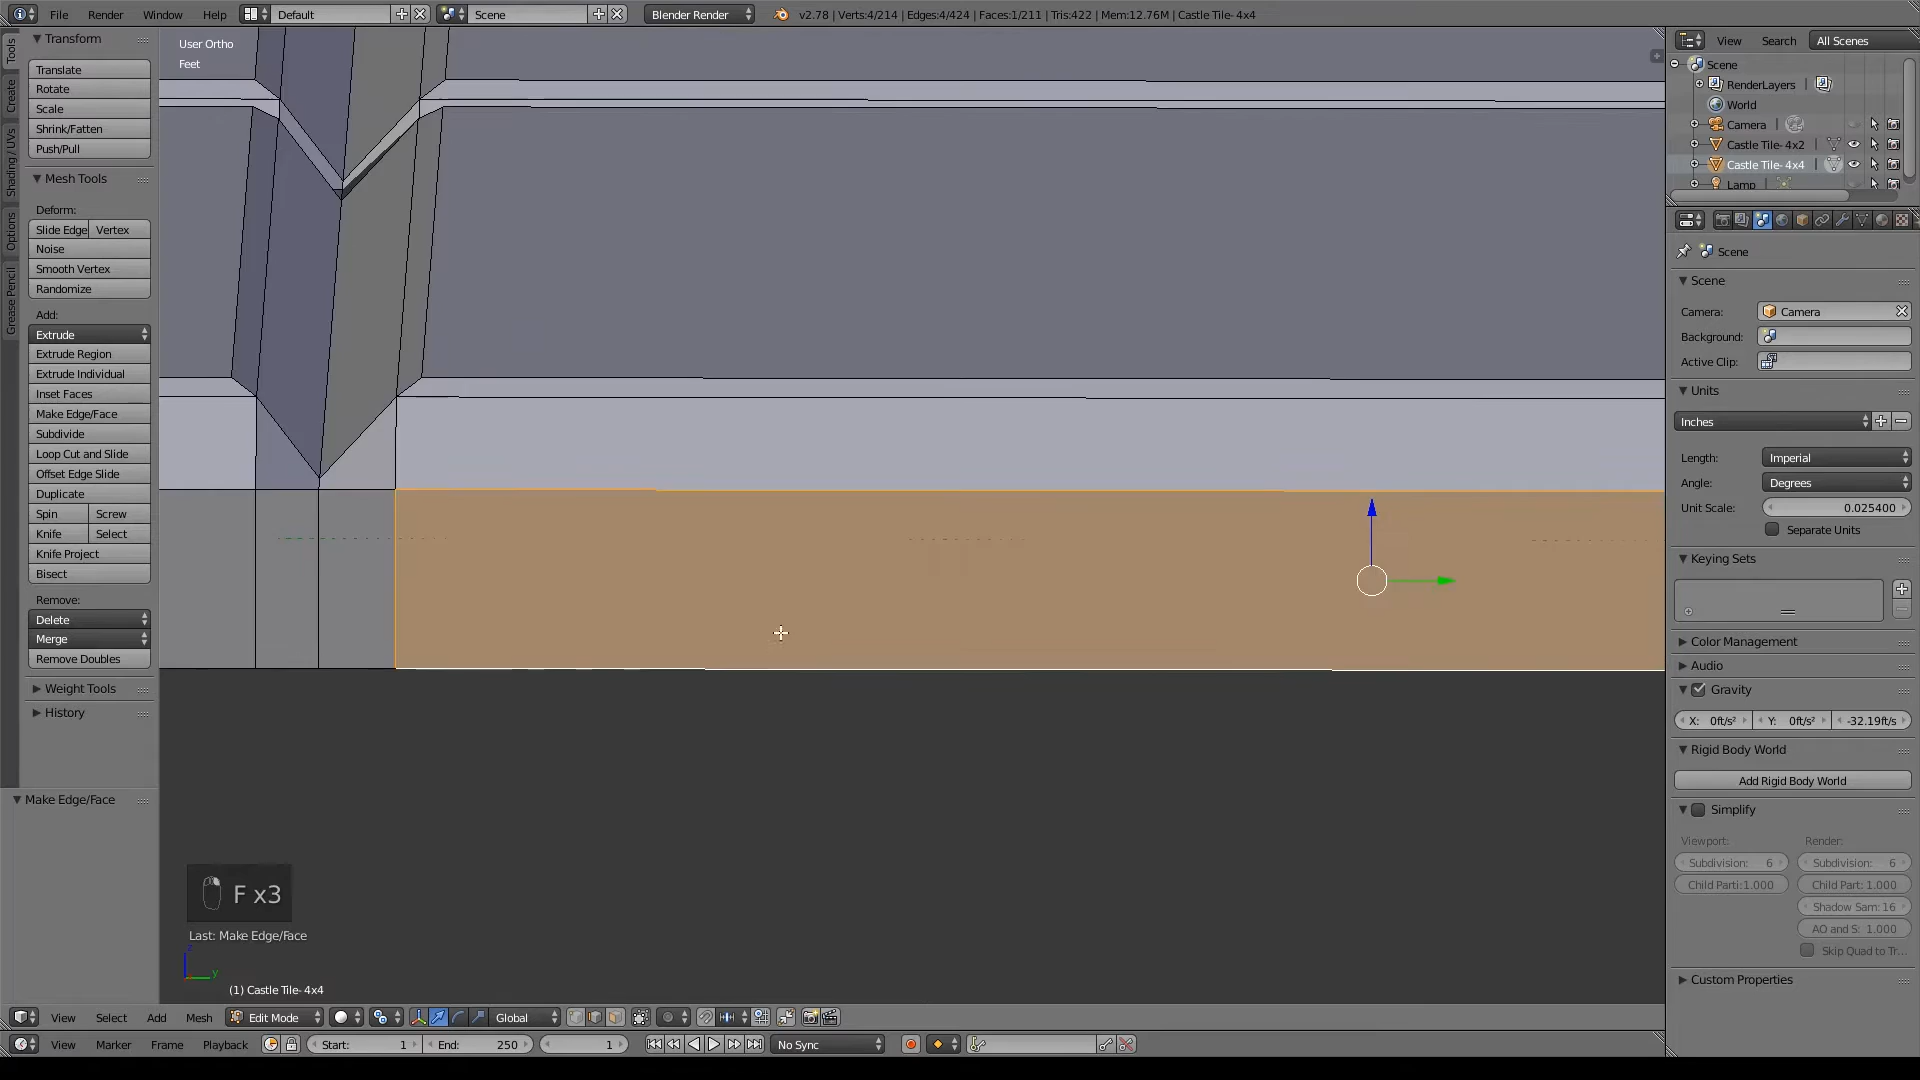 File Render Window Help Default Scene Blender Render v2.78 | Verts:4/214 | Edges:4/424 | Faces:1/211 | Tris:422 | Mem:12.76M | Castle Tile- 4x4
Tools
Create
Shading / UVs
Options
Grease Pencil
Transform
Translate
Rotate
Scale
Shrink/Fatten
Push/Pull
Mesh Tools
Deform:
Slide Edge Vertex
Noise
Smooth Vertex
Randomize
Add:
Extrude
Extrude Region
Extrude Individual
Inset Faces
Make Edge/Face
Subdivide
Loop Cut and Slide
Offset Edge Slide
Duplicate
Spin Screw
Knife Select
Knife Project
Bisect
Remove:
Delete
Merge
Remove Doubles
Weight Tools
History
Make Edge/Face
User Ortho
Feet
F x3
Last: Make Edge/Face
z
y
(1) Castle Tile- 4x4
View Search All Scenes
Scene
RenderLayers
World
Camera
Castle Tile- 4x2
Castle Tile- 4x4
Lamp
Scene
Scene
Camera: Camera
Background:
Active Clip:
Units
Inches
Length: Imperial
Angle: Degrees
Unit Scale: 0.025400
Separate Units
Keying Sets
Color Management
Audio
Gravity
X: 0ft/s² Y: 0ft/s² -32.19ft/s
Rigid Body World
Add Rigid Body World
Simplify
Viewport: Render:
Subdivision: 6 Subdivision: 6
Child Parti:1.000 Child Part: 1.000
Shadow Sam: 16
AO and S: 1.000
Skip Quad to Tr...
Custom Properties
View Select Add Mesh Edit Mode Global
View Marker Frame Playback Start: 1 End: 250 1 No Sync